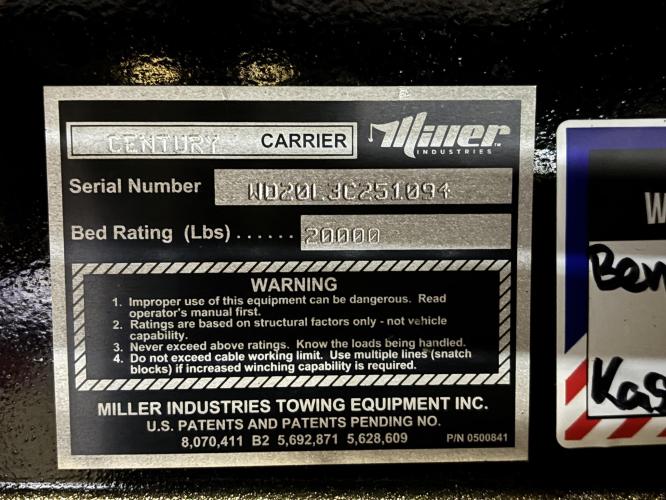 CENTURY CARRIER Miller™
INDUSTRIES
Serial Number WD20L3C251094
Bed Rating (Lbs) ...... 20000
WARNING
1. Improper use of this equipment can be dangerous. Read
operator's manual first.
2. Ratings are based on structural factors only - not vehicle
capability.
3. Never exceed above ratings. Know the loads being handled.
4. Do not exceed cable working limit. Use multiple lines (snatch
blocks) if increased winching capability is required.
MILLER INDUSTRIES TOWING EQUIPMENT INC.
U.S. PATENTS AND PATENTS PENDING NO.
8,070,411 B2 5,692,871 5,628,609 P/N 0500841
W
Ben
Kas